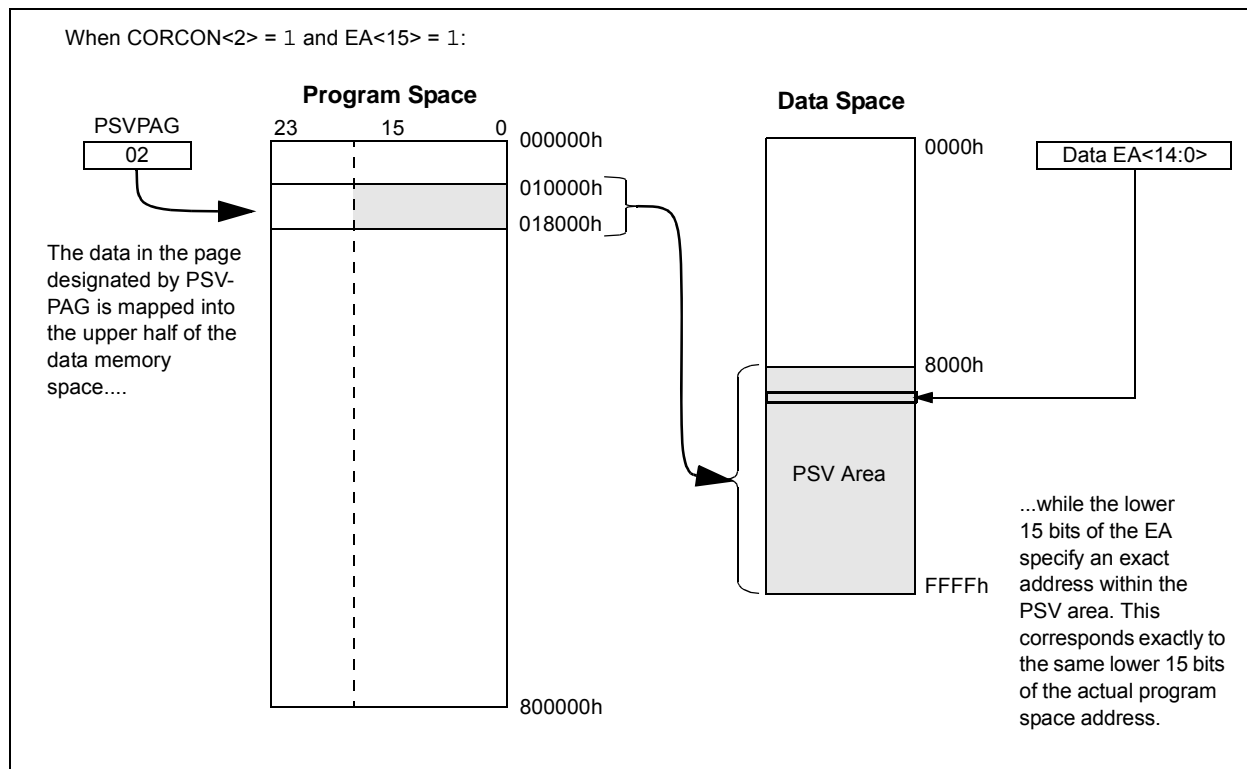 When CORCON<2> = 1 and EA<15> = 1:
Program Space
Data Space
PSVPAG
02
23 15 0
000000h
010000h
018000h
800000h
The data in the page
designated by PSV-
PAG is mapped into
the upper half of the
data memory
space....
0000h
8000h
PSV Area
FFFFh
Data EA<14:0>
...while the lower
15 bits of the EA
specify an exact
address within the
PSV area. This
corresponds exactly to
the same lower 15 bits
of the actual program
space address.